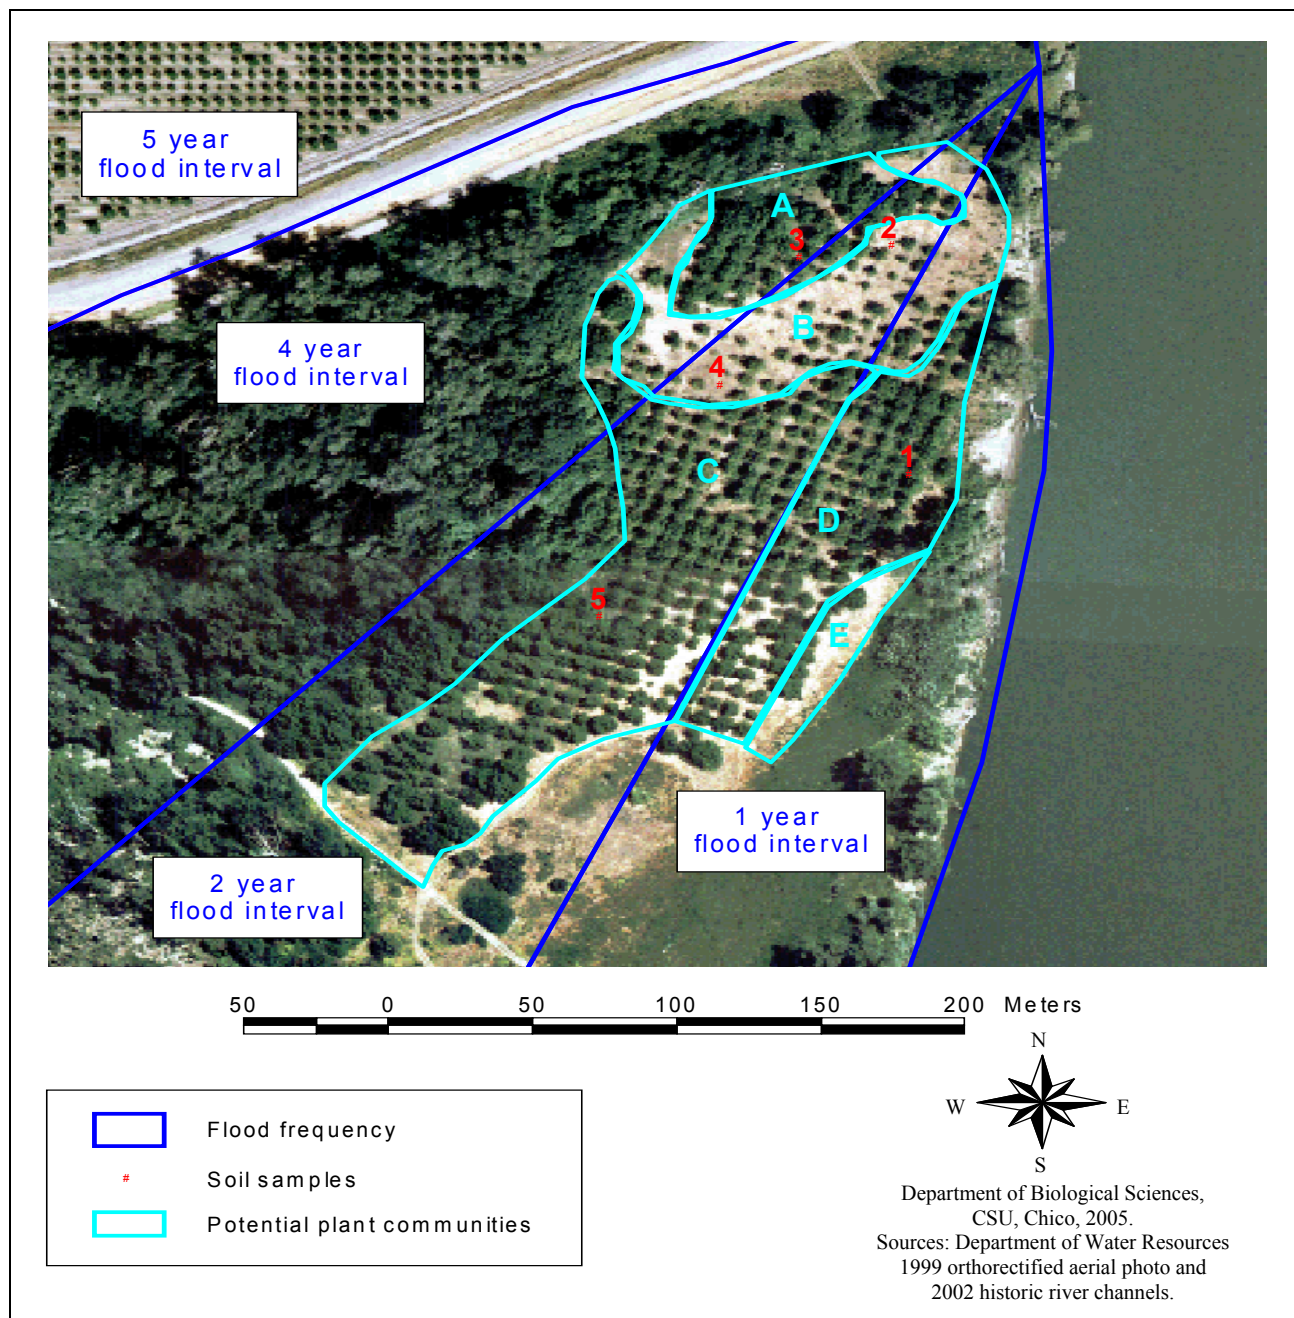 5 year
flood interval
A
2
#
3
#
4 year
flood interval
B
4
#
C
1
#
D
5
#
E
1 year
flood interval
2 year
flood interval
50 0 50 100 150 200 Meters
N
W E
S
Flood frequency
# Soil samples
Potential plant communities
Department of Biological Sciences,
CSU, Chico, 2005.
Sources: Department of Water Resources
1999 orthorectified aerial photo and
2002 historic river channels.